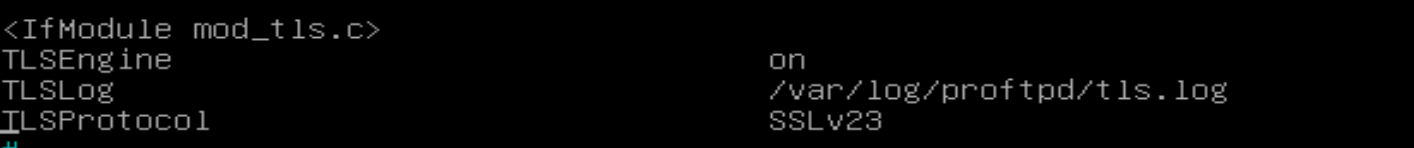 <IfModule mod_tls.c>
TLSEngine on
TLSLog /var/log/proftpd/tls.log
TLSProtocol SSLv23
#